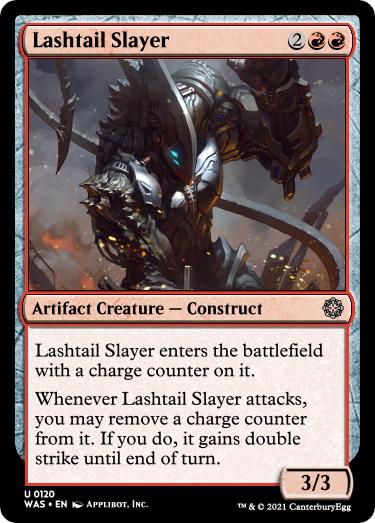 Lashtail Slayer 2
Artifact Creature — Construct
Lashtail Slayer enters the battlefield
with a charge counter on it.
Whenever Lashtail Slayer attacks,
you may remove a charge counter
from it. If you do, it gains double
strike until end of turn.
3/3
U 0120
WAS • EN Applibot, Inc.
™ & © 2021 CanterburyEgg